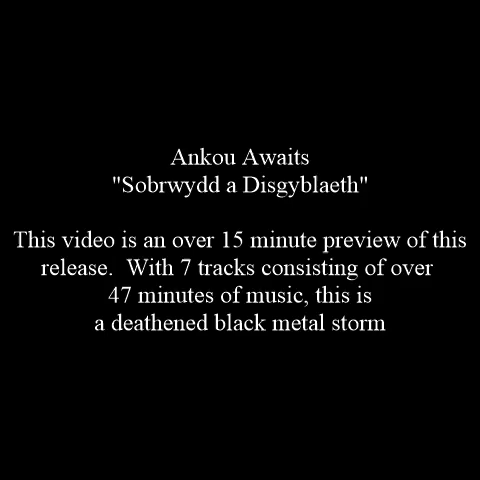 Ankou Awaits
"Sobrwydd a Disgyblaeth"
This video is an over 15 minute preview of this
release.  With 7 tracks consisting of over
47 minutes of music, this is
a deathened black metal storm